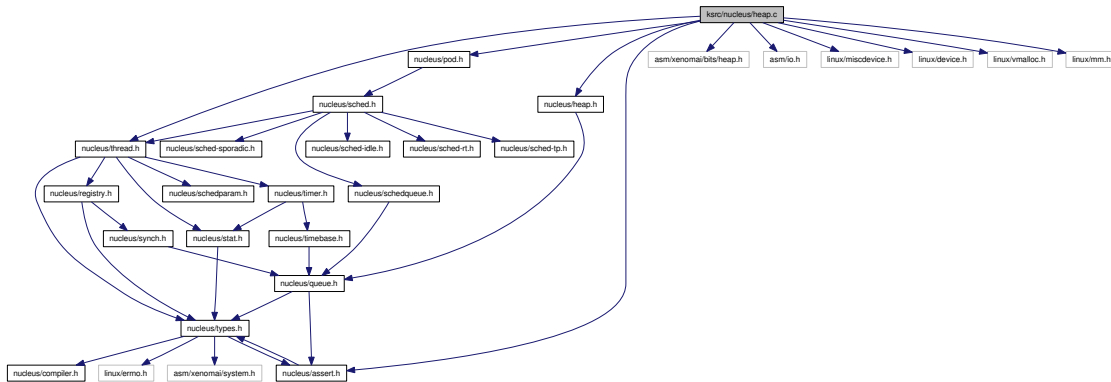 ksrc/nucleus/heap.c
nucleus/pod.h
asm/xenomai/bits/heap.h
asm/io.h
linux/miscdevice.h
linux/device.h
linux/vmalloc.h
linux/mm.h
nucleus/sched.h
nucleus/heap.h
nucleus/thread.h
nucleus/sched-sporadic.h
nucleus/sched-idle.h
nucleus/sched-rt.h
nucleus/sched-tp.h
nucleus/registry.h
nucleus/schedparam.h
nucleus/timer.h
nucleus/schedqueue.h
nucleus/synch.h
nucleus/stat.h
nucleus/timebase.h
nucleus/queue.h
nucleus/types.h
nucleus/compiler.h
linux/errno.h
asm/xenomai/system.h
nucleus/assert.h